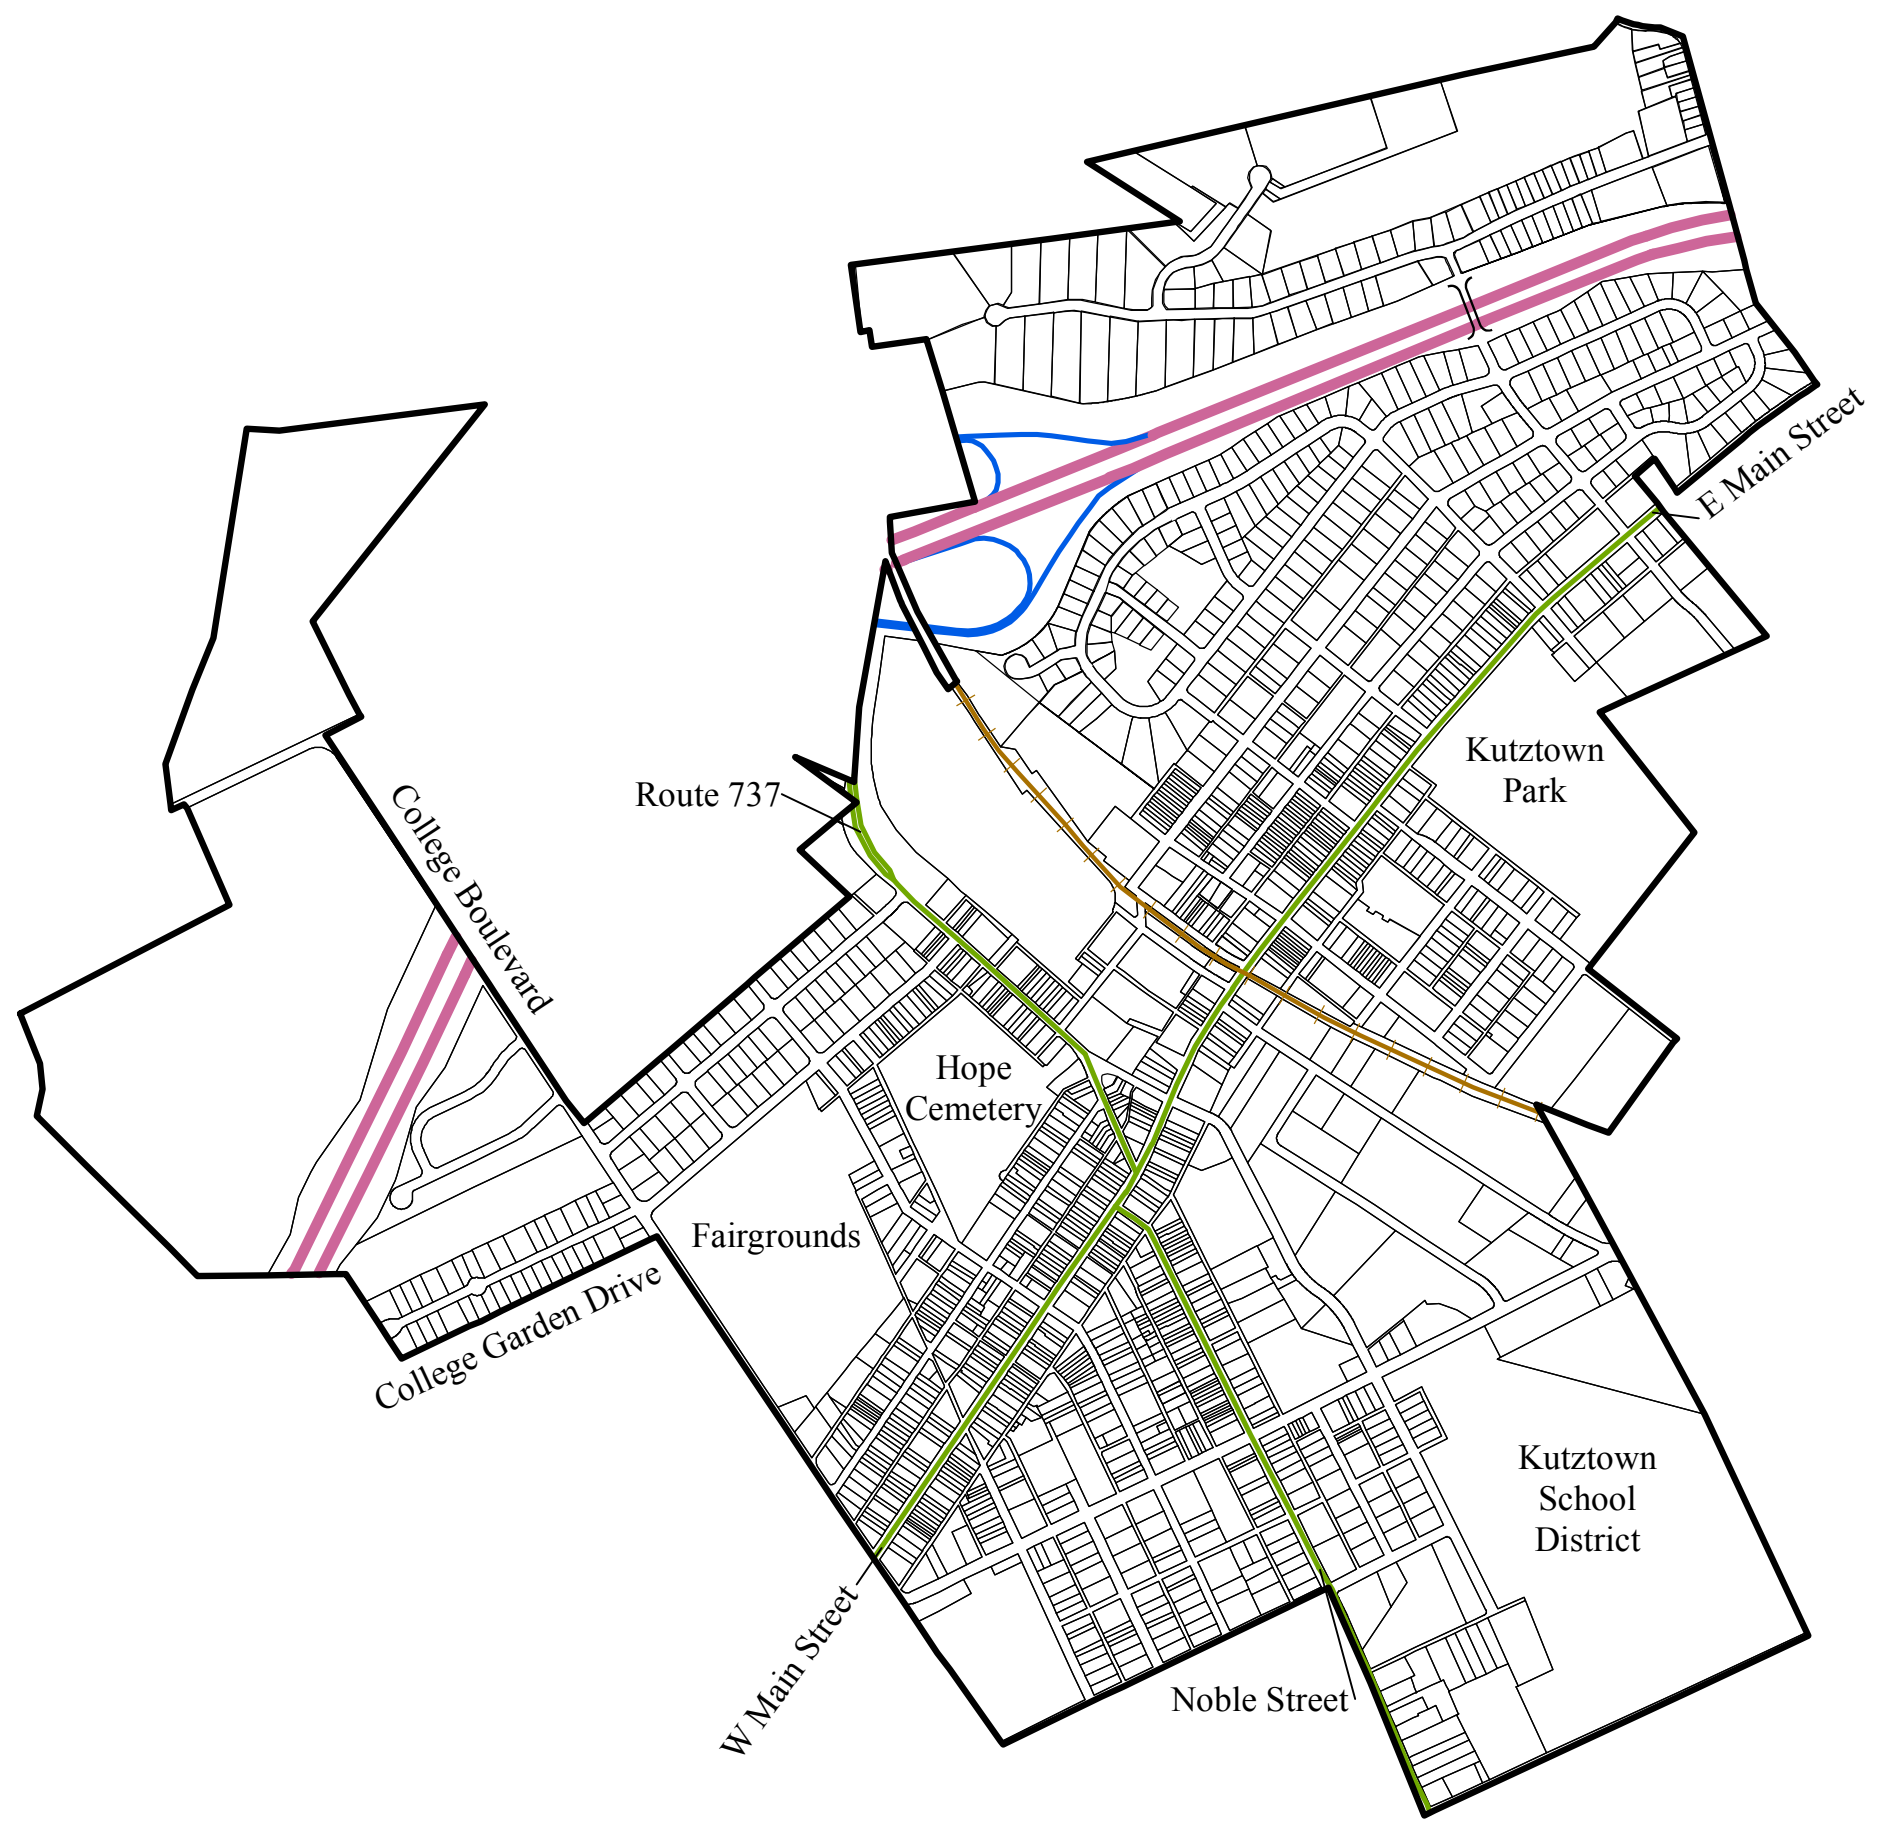 E Main Street
Kutztown
Park
Route 737
College Boulevard
Hope
Cemetery
Fairgrounds
College Garden Drive
Kutztown
School
District
W Main Street
Noble Street